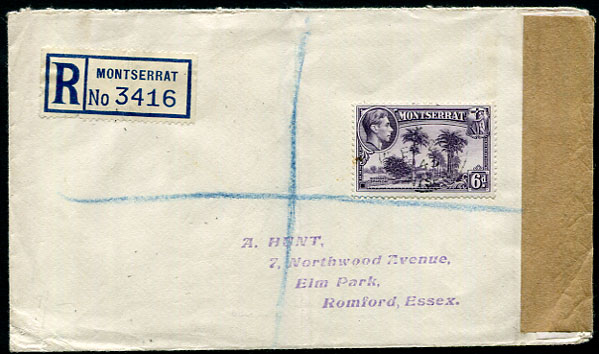 R
MONTSERRAT
No 3416
MONTSERRAT
6d
A. HUNT,
7, Northwood Avenue,
Elm Park,
Romford, Essex.